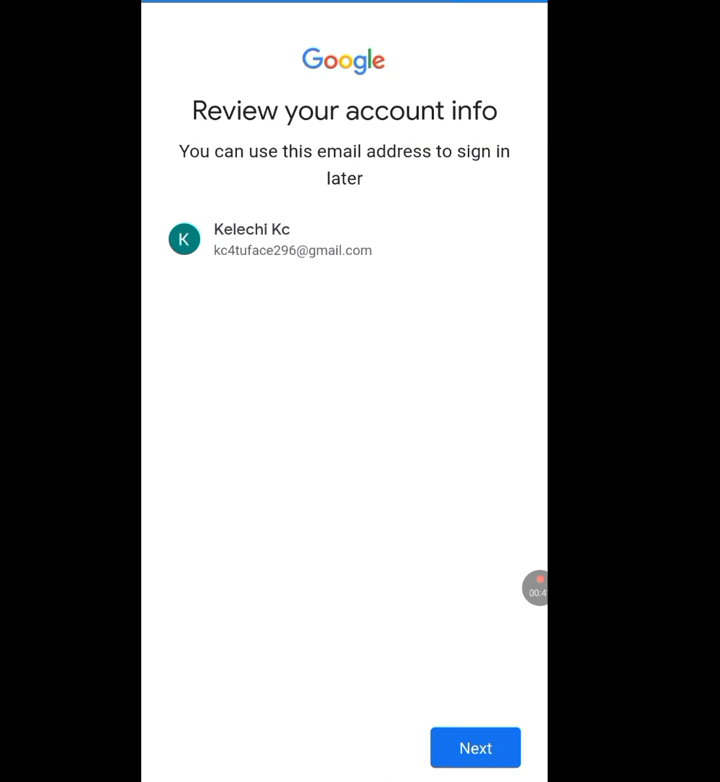 Google
Review your account info
You can use this email address to sign in
later
K
Kelechi Kc
kc4tuface296@gmail.com
Next